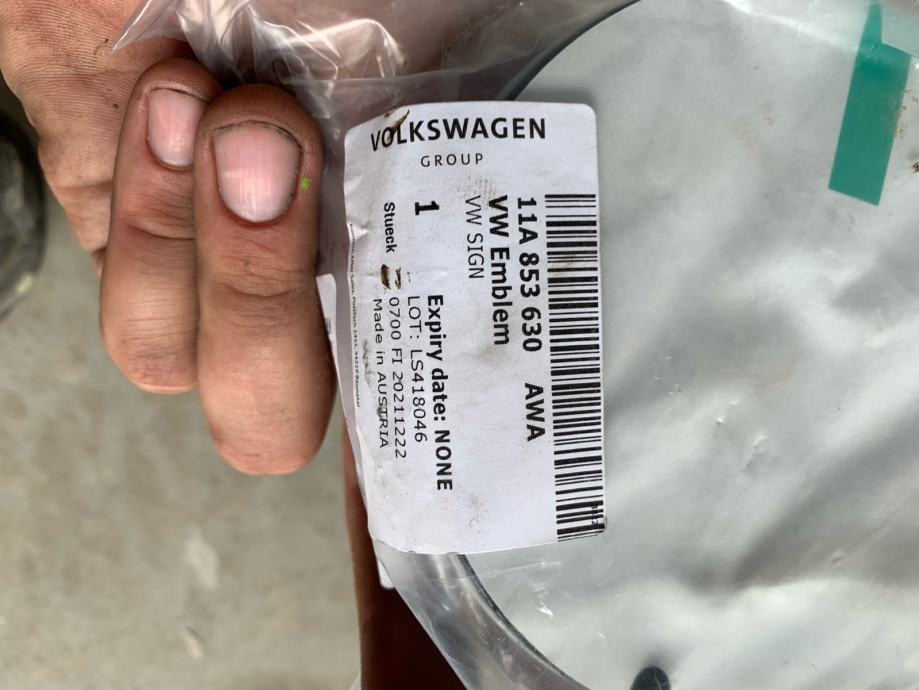 VOLKSWAGEN
GROUP
11A 853 630 AWA
VW Emblem
VW SIGN
1
Stueck
Expiry date: NONE
LOT: LS418046
0700 FI 20211222
Made in AUSTRIA